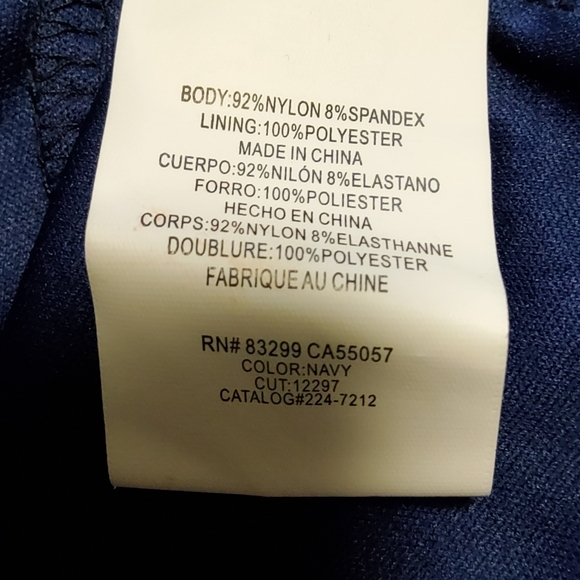 BODY:92%NYLON 8%SPANDEX
LINING:100%POLYESTER
MADE IN CHINA
CUERPO:92%NILÓN 8%ELASTANO
FORRO:100%POLIESTER
HECHO EN CHINA
CORPS:92%NYLON 8%ELASTHANNE
DOUBLURE:100%POLYESTER
FABRIQUE AU CHINE
RN# 83299 CA55057
COLOR:NAVY
CUT:12297
CATALOG#224-7212